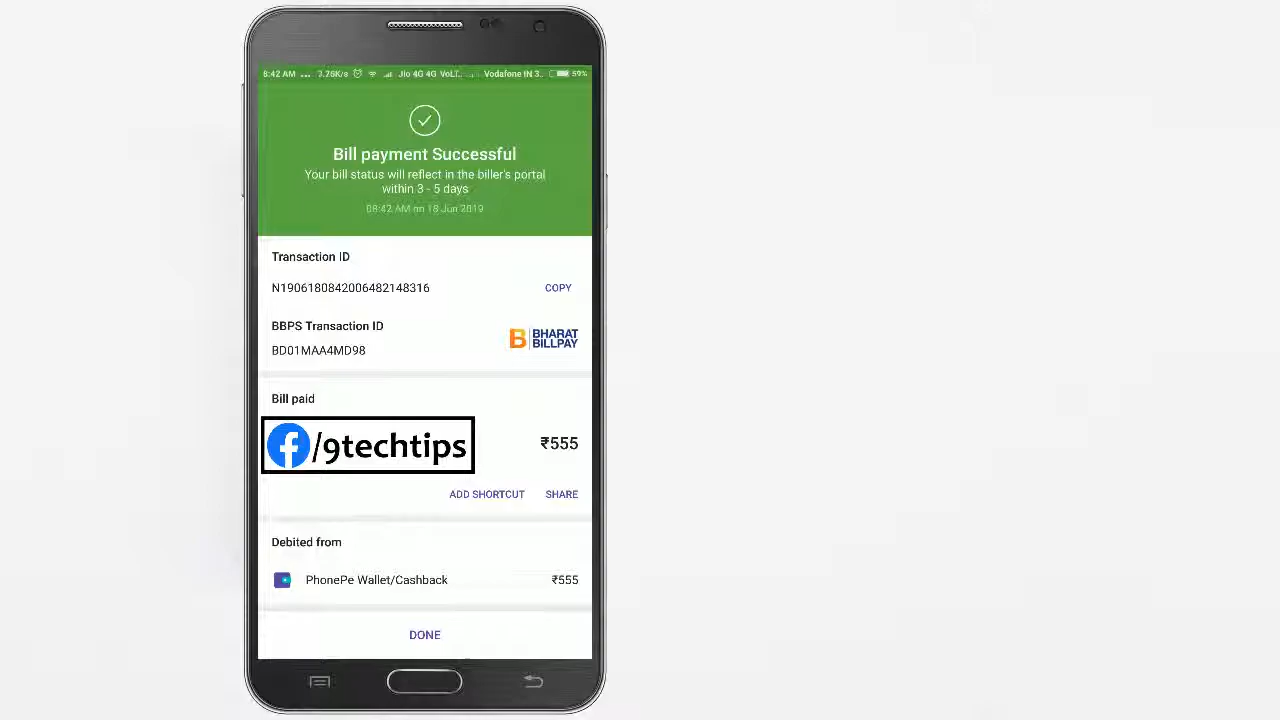 8:42 AM ... 7.75K/s Jio 4G 4G VoLT... Vodafone IN 3.. 59%
Bill payment Successful
Your bill status will reflect in the biller's portal
within 3 - 5 days
08:42 AM on 18 Jun 2019
Transaction ID
N1906180842006482148316 COPY
BBPS Transaction ID
BHARAT
BILLPAY
BD01MAA4MD98
Bill paid
/9techtips ₹555
ADD SHORTCUT SHARE
Debited from
PhonePe Wallet/Cashback ₹555
DONE